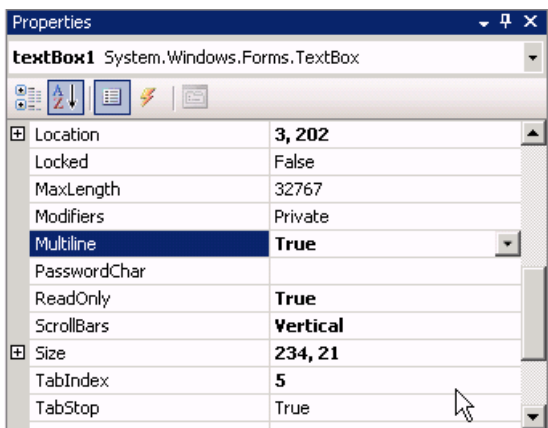 Properties
textBox1 System.Windows.Forms.TextBox
Location 3, 202
Locked False
MaxLength 32767
Modifiers Private
Multiline True
PasswordChar
ReadOnly True
ScrollBars Vertical
Size 234, 21
TabIndex 5
TabStop True